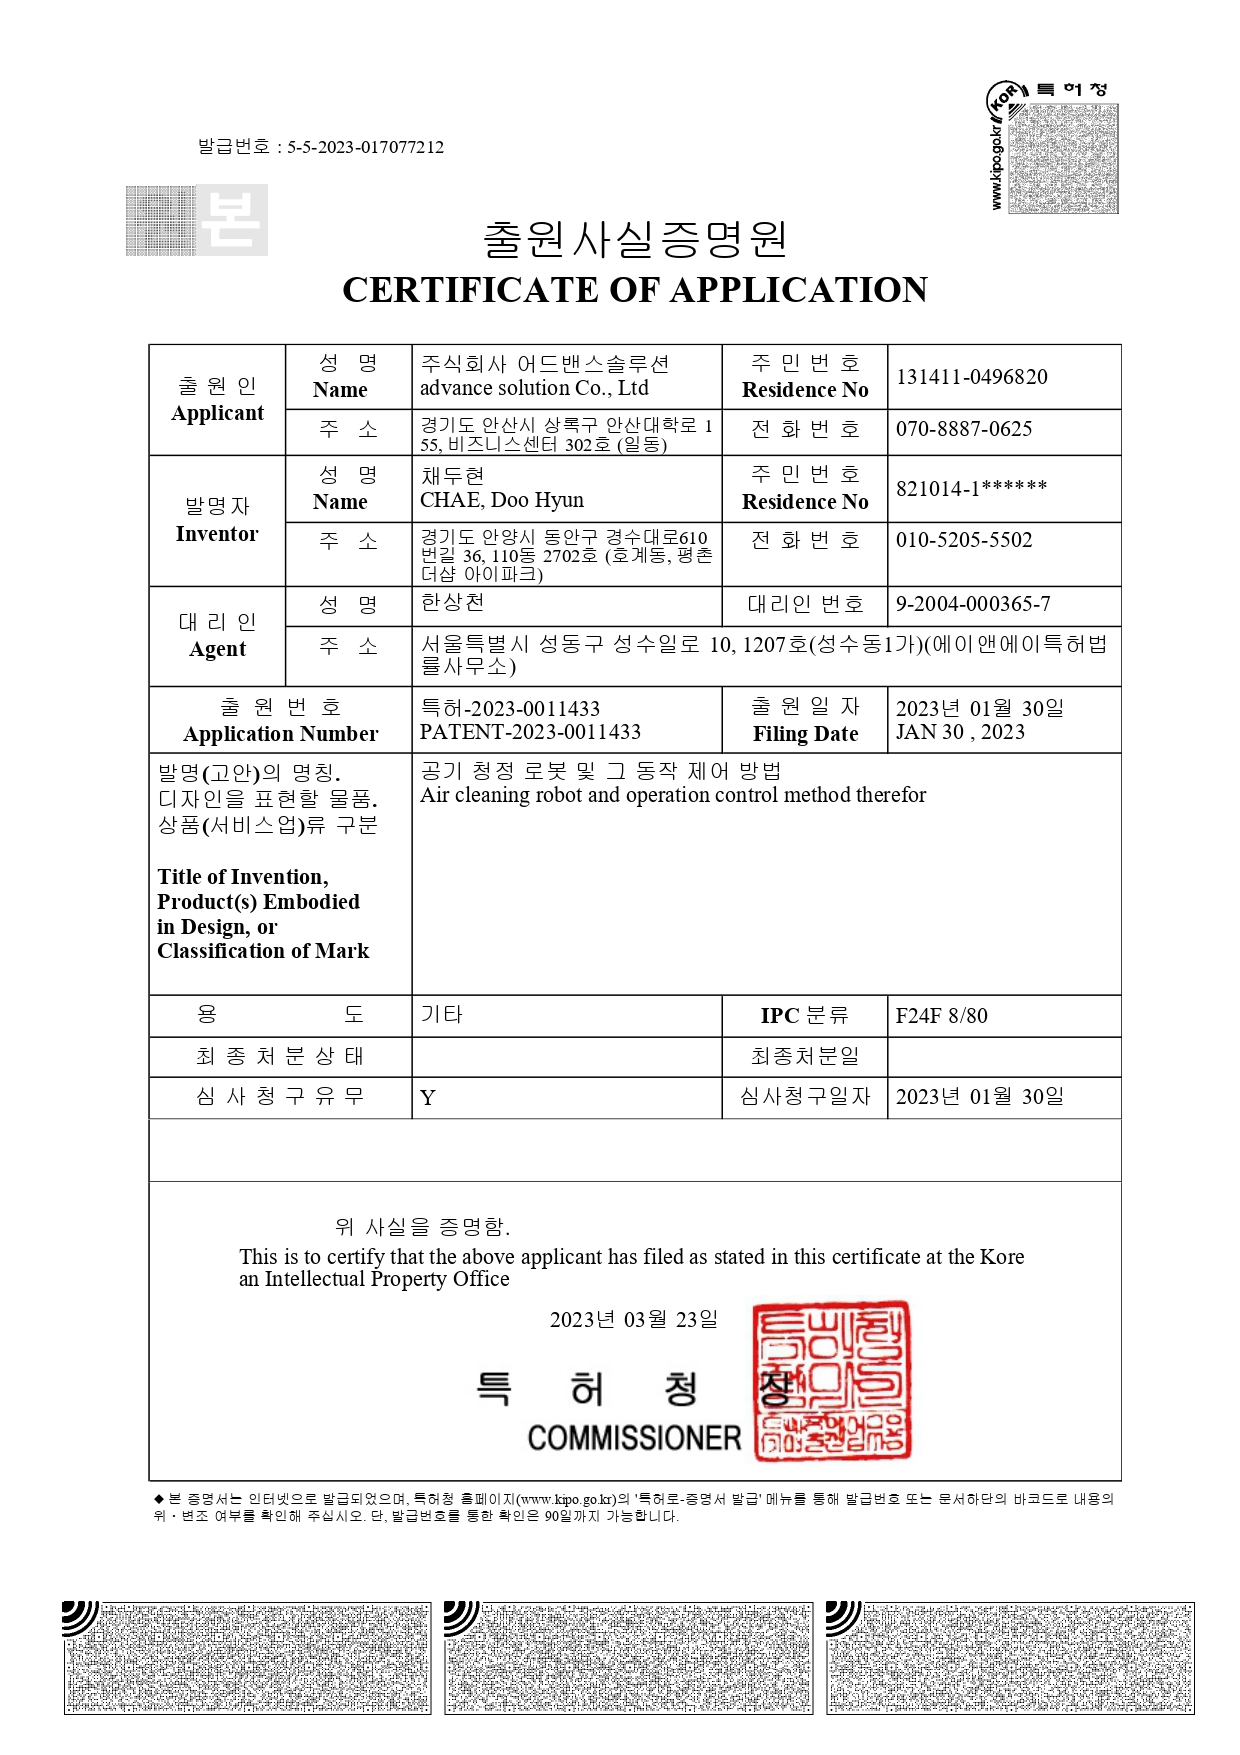 KOR 특허청
www.kipo.go.kr
발급번호 : 5-5-2023-017077212
본
출원사실증명원
CERTIFICATE OF APPLICATION
출 원 인
Applicant
성 명
Name
주식회사 어드밴스솔루션
advance solution Co., Ltd
주 민 번 호
Residence No
131411-0496820
주 소
경기도 안산시 상록구 안산대학로 1
55, 비즈니스센터 302호 (일동)
전 화 번 호
070-8887-0625
발명자
Inventor
성 명
Name
채두현
CHAE, Doo Hyun
주 민 번 호
Residence No
821014-1******
주 소
경기도 안양시 동안구 경수대로610
번길 36, 110동 2702호 (호계동, 평촌
더샵 아이파크)
전 화 번 호
010-5205-5502
대 리 인
Agent
성 명
한상천
대리인 번호
9-2004-000365-7
주 소
서울특별시 성동구 성수일로 10, 1207호(성수동1가)(에이앤에이특허법
률사무소)
출 원 번 호
Application Number
특허-2023-0011433
PATENT-2023-0011433
출 원 일 자
Filing Date
2023년 01월 30일
JAN 30 , 2023
발명(고안)의 명칭.
디자인을 표현할 물품.
상품(서비스업)류 구분
Title of Invention,
Product(s) Embodied
in Design, or
Classification of Mark
공기 청정 로봇 및 그 동작 제어 방법
Air cleaning robot and operation control method therefor
용 도
기타
IPC 분류
F24F 8/80
최 종 처 분 상 태
최종처분일
심 사 청 구 유 무
Y
심사청구일자
2023년 01월 30일
위 사실을 증명함.
This is to certify that the above applicant has filed as stated in this certificate at the Kore
an Intellectual Property Office
2023년 03월 23일
특 허 청 장
COMMISSIONER
◆ 본 증명서는 인터넷으로 발급되었으며, 특허청 홈페이지(www.kipo.go.kr)의 '특허로-증명서 발급' 메뉴를 통해 발급번호 또는 문서하단의 바코드로 내용의
위・변조 여부를 확인해 주십시오. 단, 발급번호를 통한 확인은 90일까지 가능합니다.